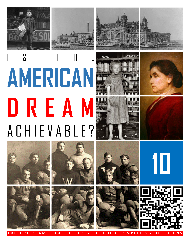 IS THE
AMERICAN
DREAM
ACHIEVABLE?
10